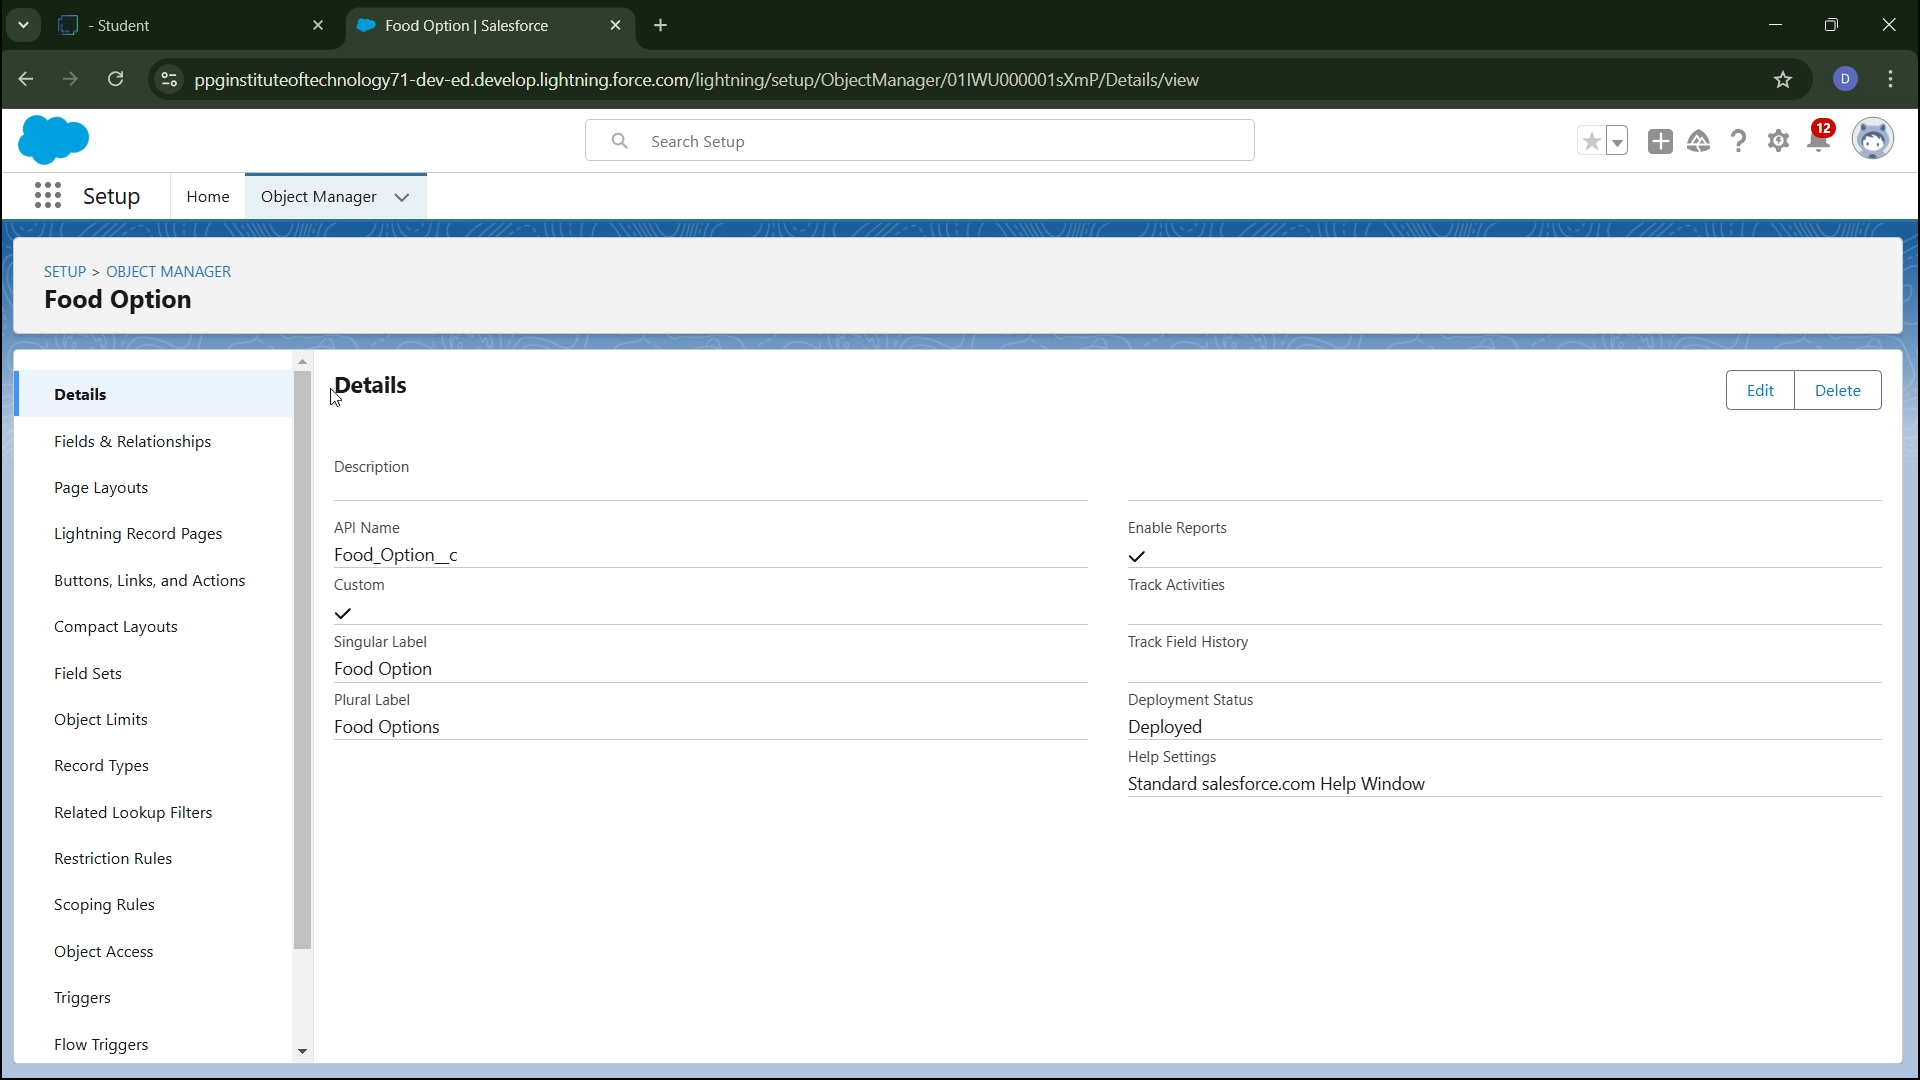 - Student
Food Option | Salesforce
ppginstituteoftechnology71-dev-ed.develop.lightning.force.com/lightning/setup/ObjectManager/01IWU000001sXmP/Details/view
D
Search Setup
12
Setup
Home
Object Manager
SETUP > OBJECT MANAGER
Food Option
Details
Fields & Relationships
Page Layouts
Lightning Record Pages
Buttons, Links, and Actions
Compact Layouts
Field Sets
Object Limits
Record Types
Related Lookup Filters
Restriction Rules
Scoping Rules
Object Access
Triggers
Flow Triggers
Details
Edit
Delete
Description
API Name
Food_Option__c
Custom
Singular Label
Food Option
Plural Label
Food Options
Enable Reports
Track Activities
Track Field History
Deployment Status
Deployed
Help Settings
Standard salesforce.com Help Window